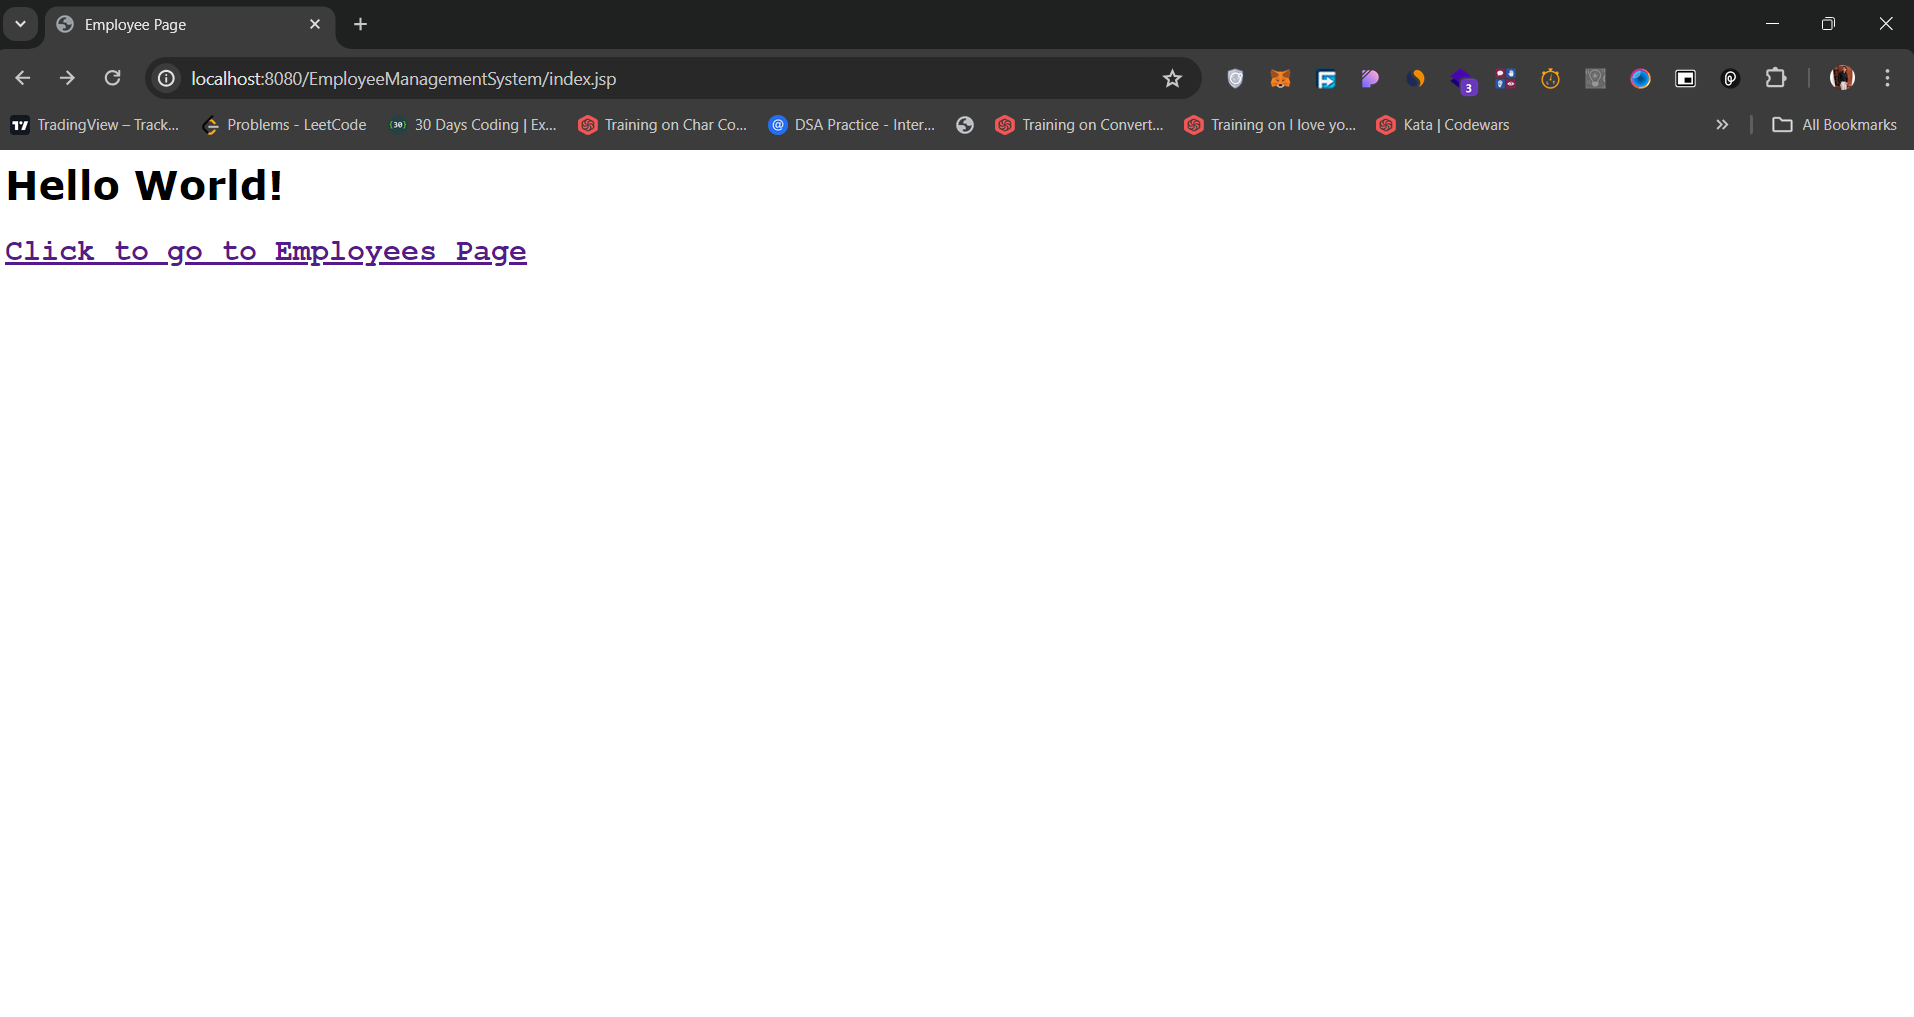 Employee Page
localhost:8080/EmployeeManagementSystem/index.jsp
3
TradingView – Track... Problems - LeetCode {30} 30 Days Coding | Ex... Training on Char Co... @ DSA Practice - Inter... Training on Convert... Training on I love yo... Kata | Codewars » All Bookmarks
Hello World!
Click to go to Employees Page